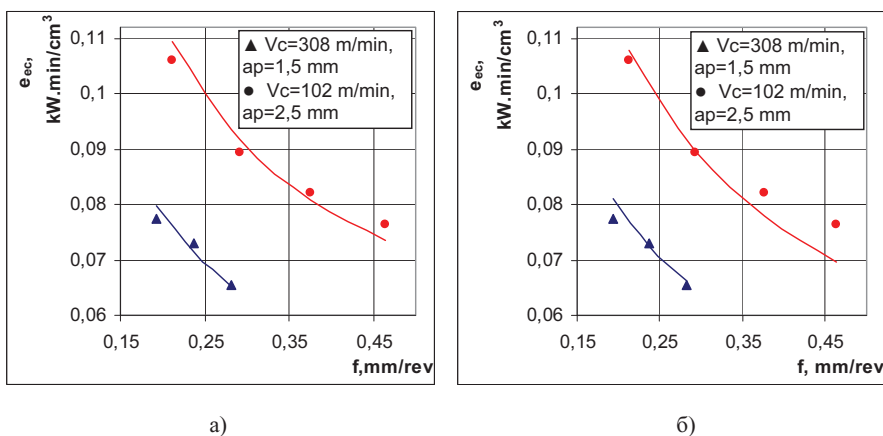 e_ec, kW.min/cm³
0,11
0,1
0,09
0,08
0,07
0,06
0,15 0,25 0,35 0,45
f,mm/rev
▲ Vc=308 m/min,
ap=1,5 mm
● Vc=102 m/min,
ap=2,5 mm
а)
e_ec, kW.min/cm³
0,11
0,1
0,09
0,08
0,07
0,06
0,15 0,25 0,35 0,45
f, mm/rev
▲ Vc=308 m/min,
ap=1,5 mm
● Vc=102 m/min,
ap=2,5 mm
б)